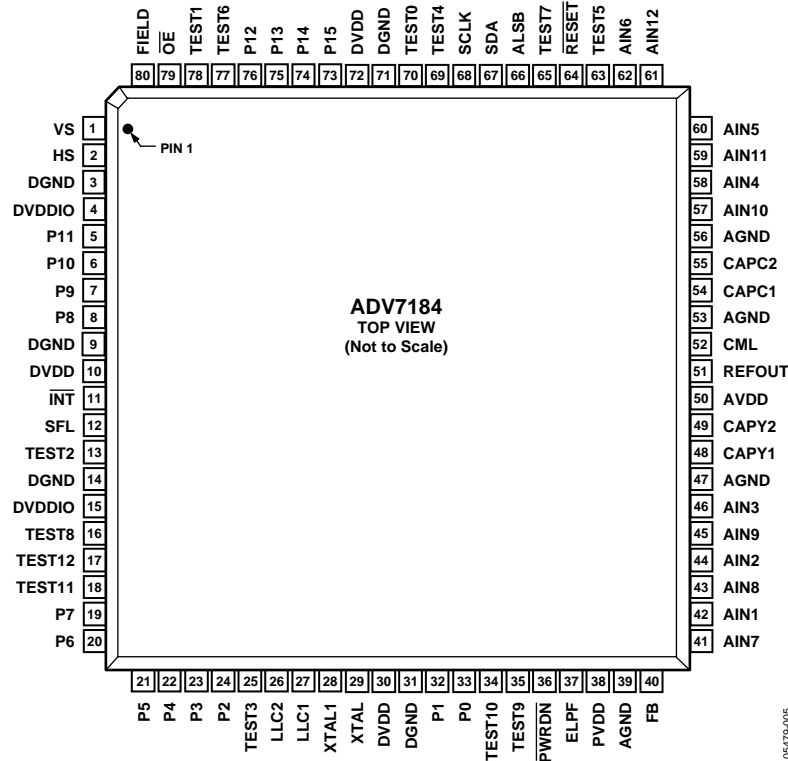 FIELD
OE
TEST1
TEST6
P12
P13
P14
P15
DVDD
DGND
TEST0
TEST4
SCLK
SDA
ALSB
TEST7
RESET
TEST5
AIN6
AIN12
80 79 78 77 76 75 74 73 72 71 70 69 68 67 66 65 64 63 62 61
VS 1
HS 2
DGND 3
DVDDIO 4
P11 5
P10 6
P9 7
P8 8
DGND 9
DVDD 10
INT 11
SFL 12
TEST2 13
DGND 14
DVDDIO 15
TEST8 16
TEST12 17
TEST11 18
P7 19
P6 20
PIN 1
ADV7184
TOP VIEW
(Not to Scale)
60 AIN5
59 AIN11
58 AIN4
57 AIN10
56 AGND
55 CAPC2
54 CAPC1
53 AGND
52 CML
51 REFOUT
50 AVDD
49 CAPY2
48 CAPY1
47 AGND
46 AIN3
45 AIN9
44 AIN2
43 AIN8
42 AIN1
41 AIN7
21 22 23 24 25 26 27 28 29 30 31 32 33 34 35 36 37 38 39 40
P5
P4
P3
P2
TEST3
LLC2
LLC1
XTAL1
XTAL
DVDD
DGND
P1
P0
TEST10
TEST9
PWRDN
ELPF
PVDD
AGND
FB
05479-005